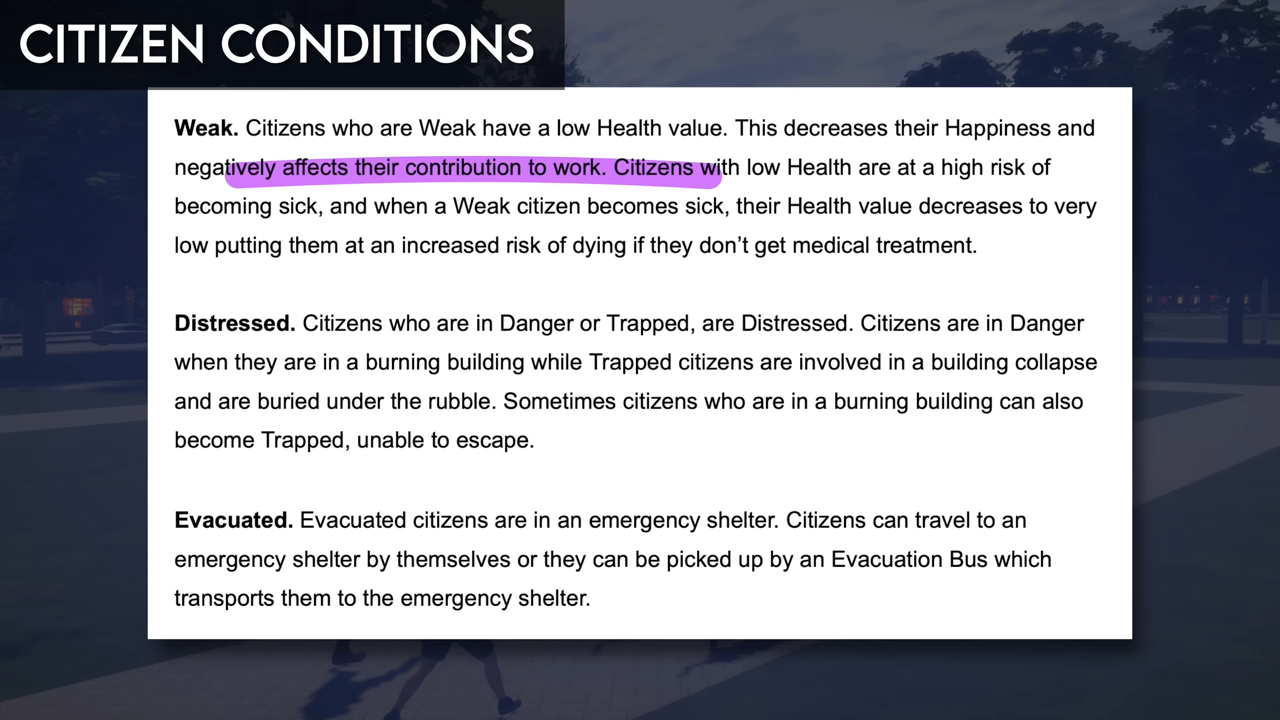 CITIZEN CONDITIONS
Weak. Citizens who are Weak have a low Health value. This decreases their Happiness and
negatively affects their contribution to work. Citizens with low Health are at a high risk of
becoming sick, and when a Weak citizen becomes sick, their Health value decreases to very
low putting them at an increased risk of dying if they don’t get medical treatment.
Distressed. Citizens who are in Danger or Trapped, are Distressed. Citizens are in Danger
when they are in a burning building while Trapped citizens are involved in a building collapse
and are buried under the rubble. Sometimes citizens who are in a burning building can also
become Trapped, unable to escape.
Evacuated. Evacuated citizens are in an emergency shelter. Citizens can travel to an
emergency shelter by themselves or they can be picked up by an Evacuation Bus which
transports them to the emergency shelter.